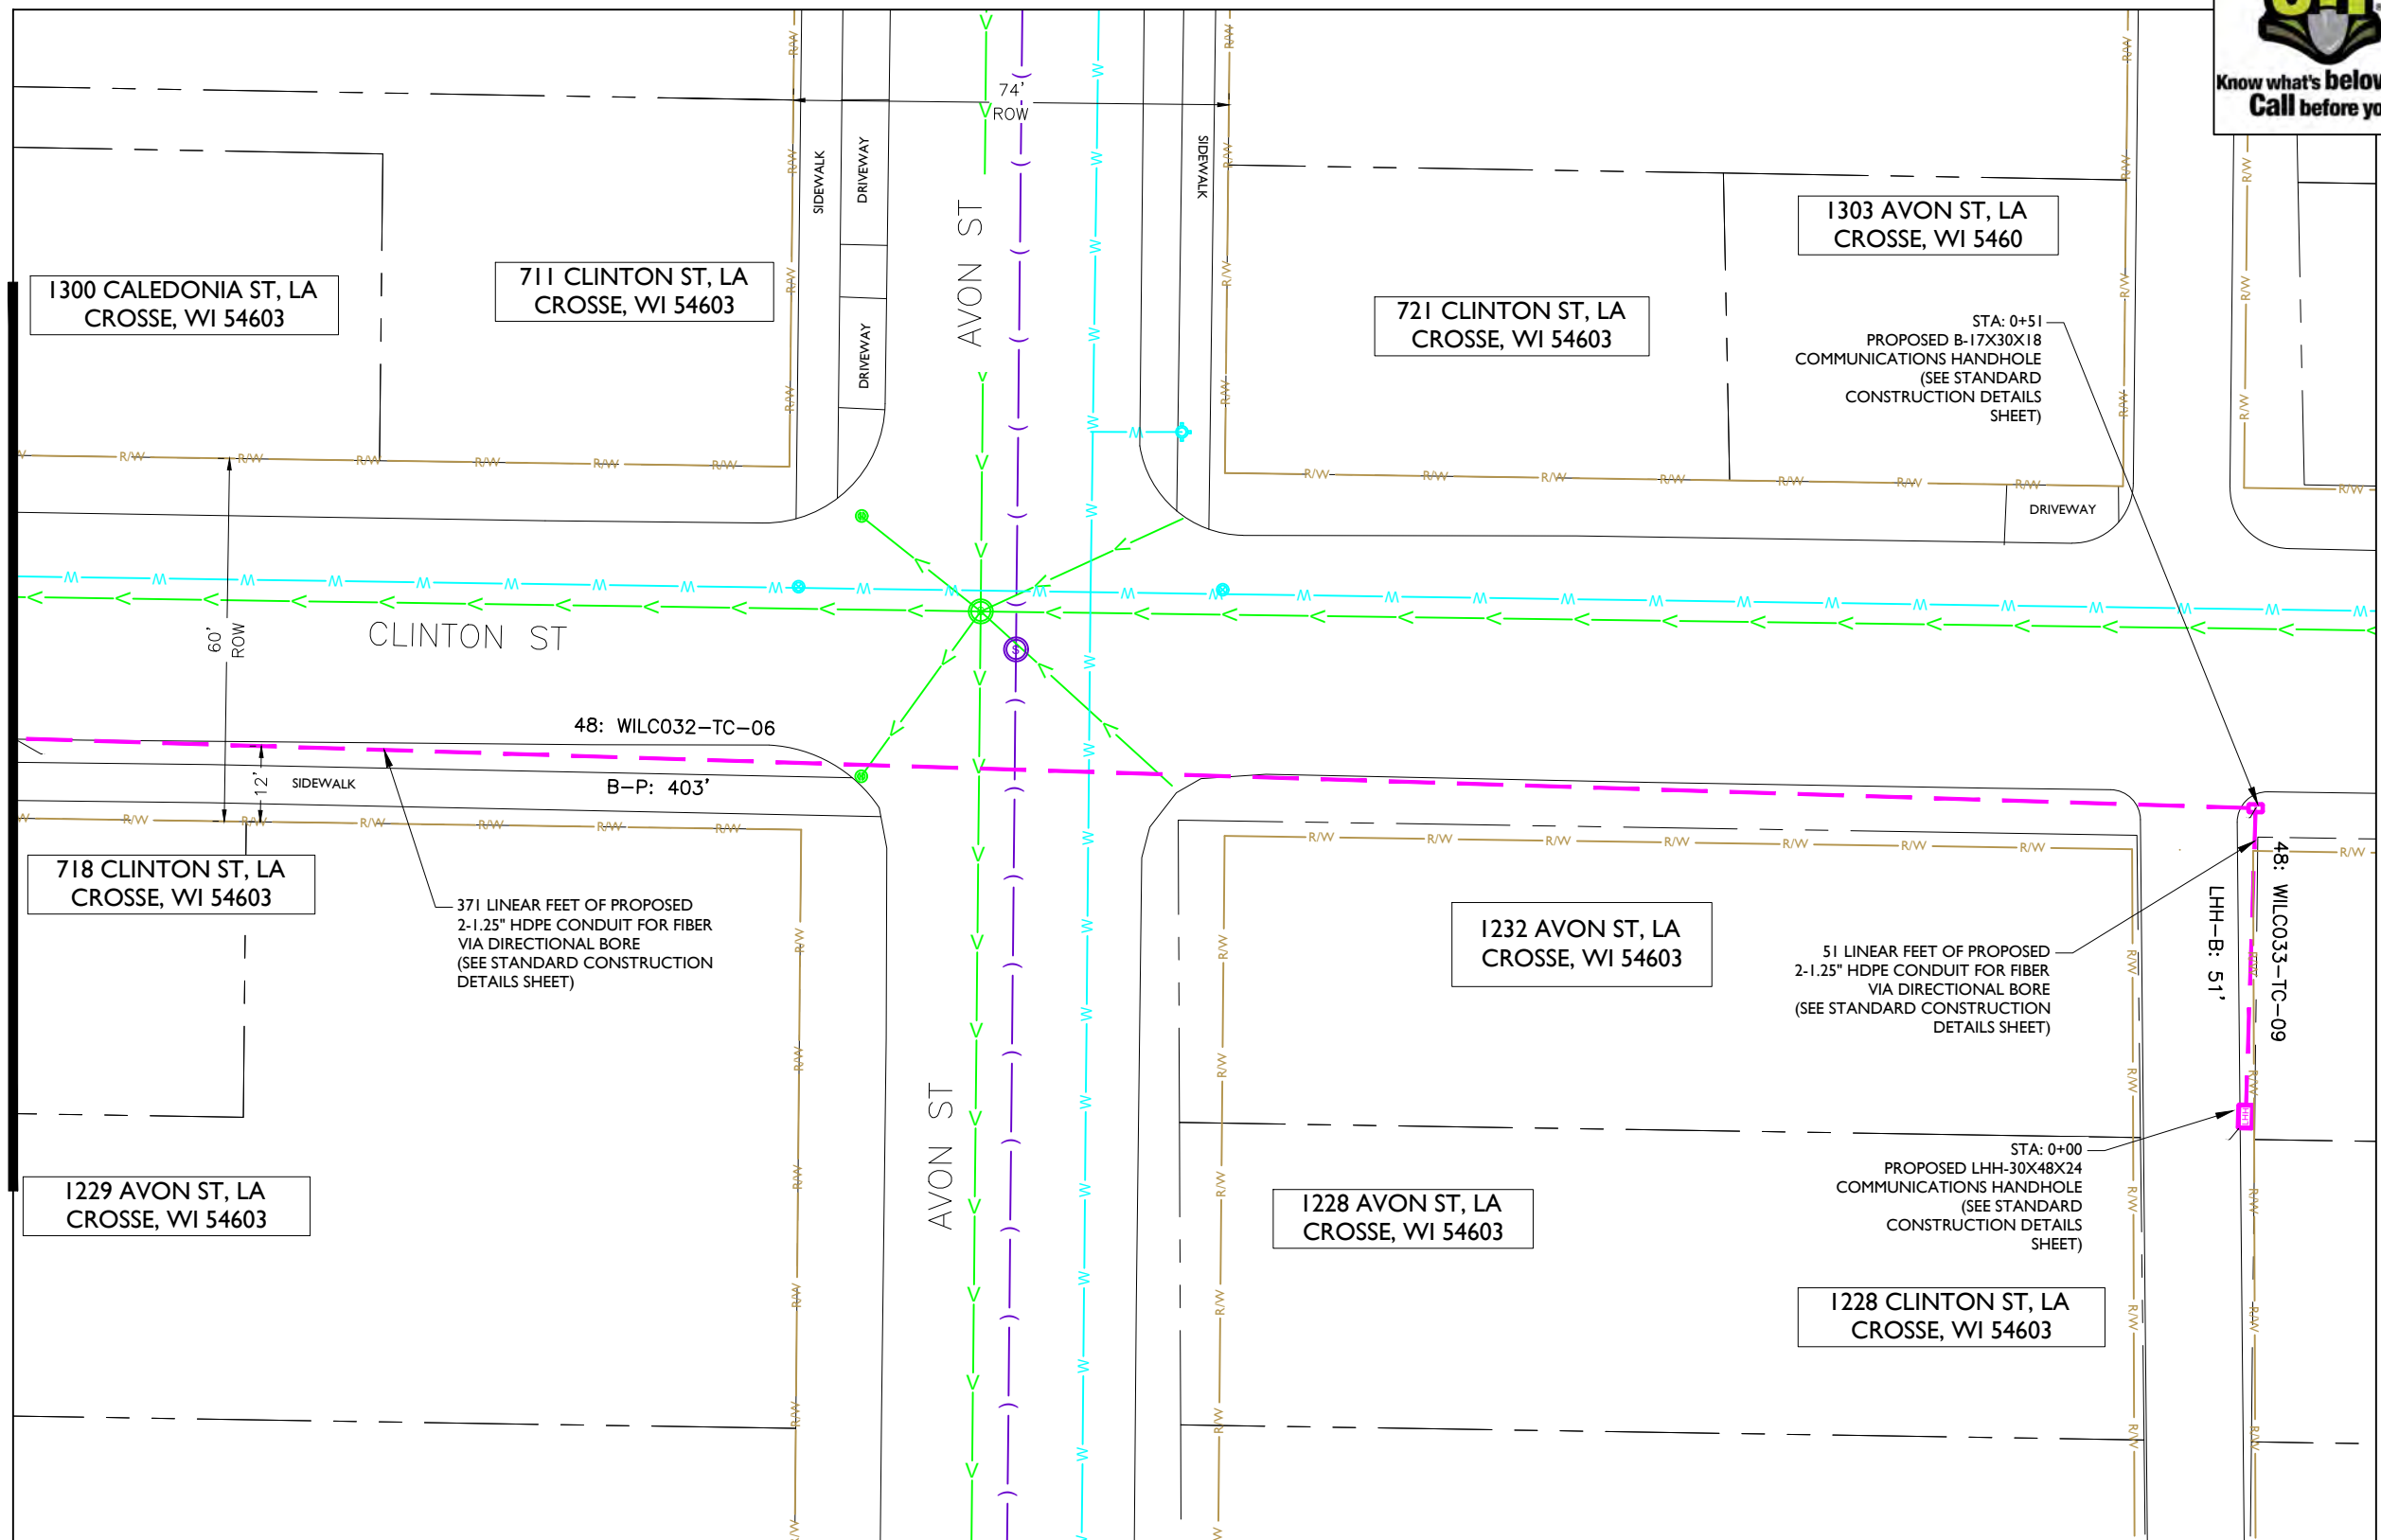 Know what's below
Call before yo
74'
ROW
SIDEWALK
DRIVEWAY
DRIVEWAY
AVON ST
SIDEWALK
1303 AVON ST, LA
CROSSE, WI 5460
1300 CALEDONIA ST, LA
CROSSE, WI 54603
711 CLINTON ST, LA
CROSSE, WI 54603
721 CLINTON ST, LA
CROSSE, WI 54603
STA: 0+51
PROPOSED B-17X30X18
COMMUNICATIONS HANDHOLE
(SEE STANDARD
CONSTRUCTION DETAILS
SHEET)
DRIVEWAY
60'
ROW
CLINTON ST
S
48: WILC032-TC-06
12'
SIDEWALK
B-P: 403'
718 CLINTON ST, LA
CROSSE, WI 54603
371 LINEAR FEET OF PROPOSED
2-1.25" HDPE CONDUIT FOR FIBER
VIA DIRECTIONAL BORE
(SEE STANDARD CONSTRUCTION
DETAILS SHEET)
1232 AVON ST, LA
CROSSE, WI 54603
51 LINEAR FEET OF PROPOSED
2-1.25" HDPE CONDUIT FOR FIBER
VIA DIRECTIONAL BORE
(SEE STANDARD CONSTRUCTION
DETAILS SHEET)
48: WILC033-TC-09
LHH-B: 51'
LHH
STA: 0+00
PROPOSED LHH-30X48X24
COMMUNICATIONS HANDHOLE
(SEE STANDARD
CONSTRUCTION DETAILS
SHEET)
AVON ST
1229 AVON ST, LA
CROSSE, WI 54603
1228 AVON ST, LA
CROSSE, WI 54603
1228 CLINTON ST, LA
CROSSE, WI 54603